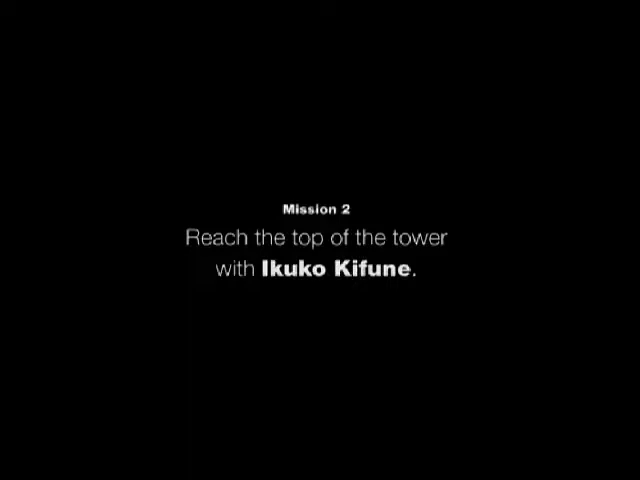 Mission 2
Reach the top of the tower
with Ikuko Kifune.